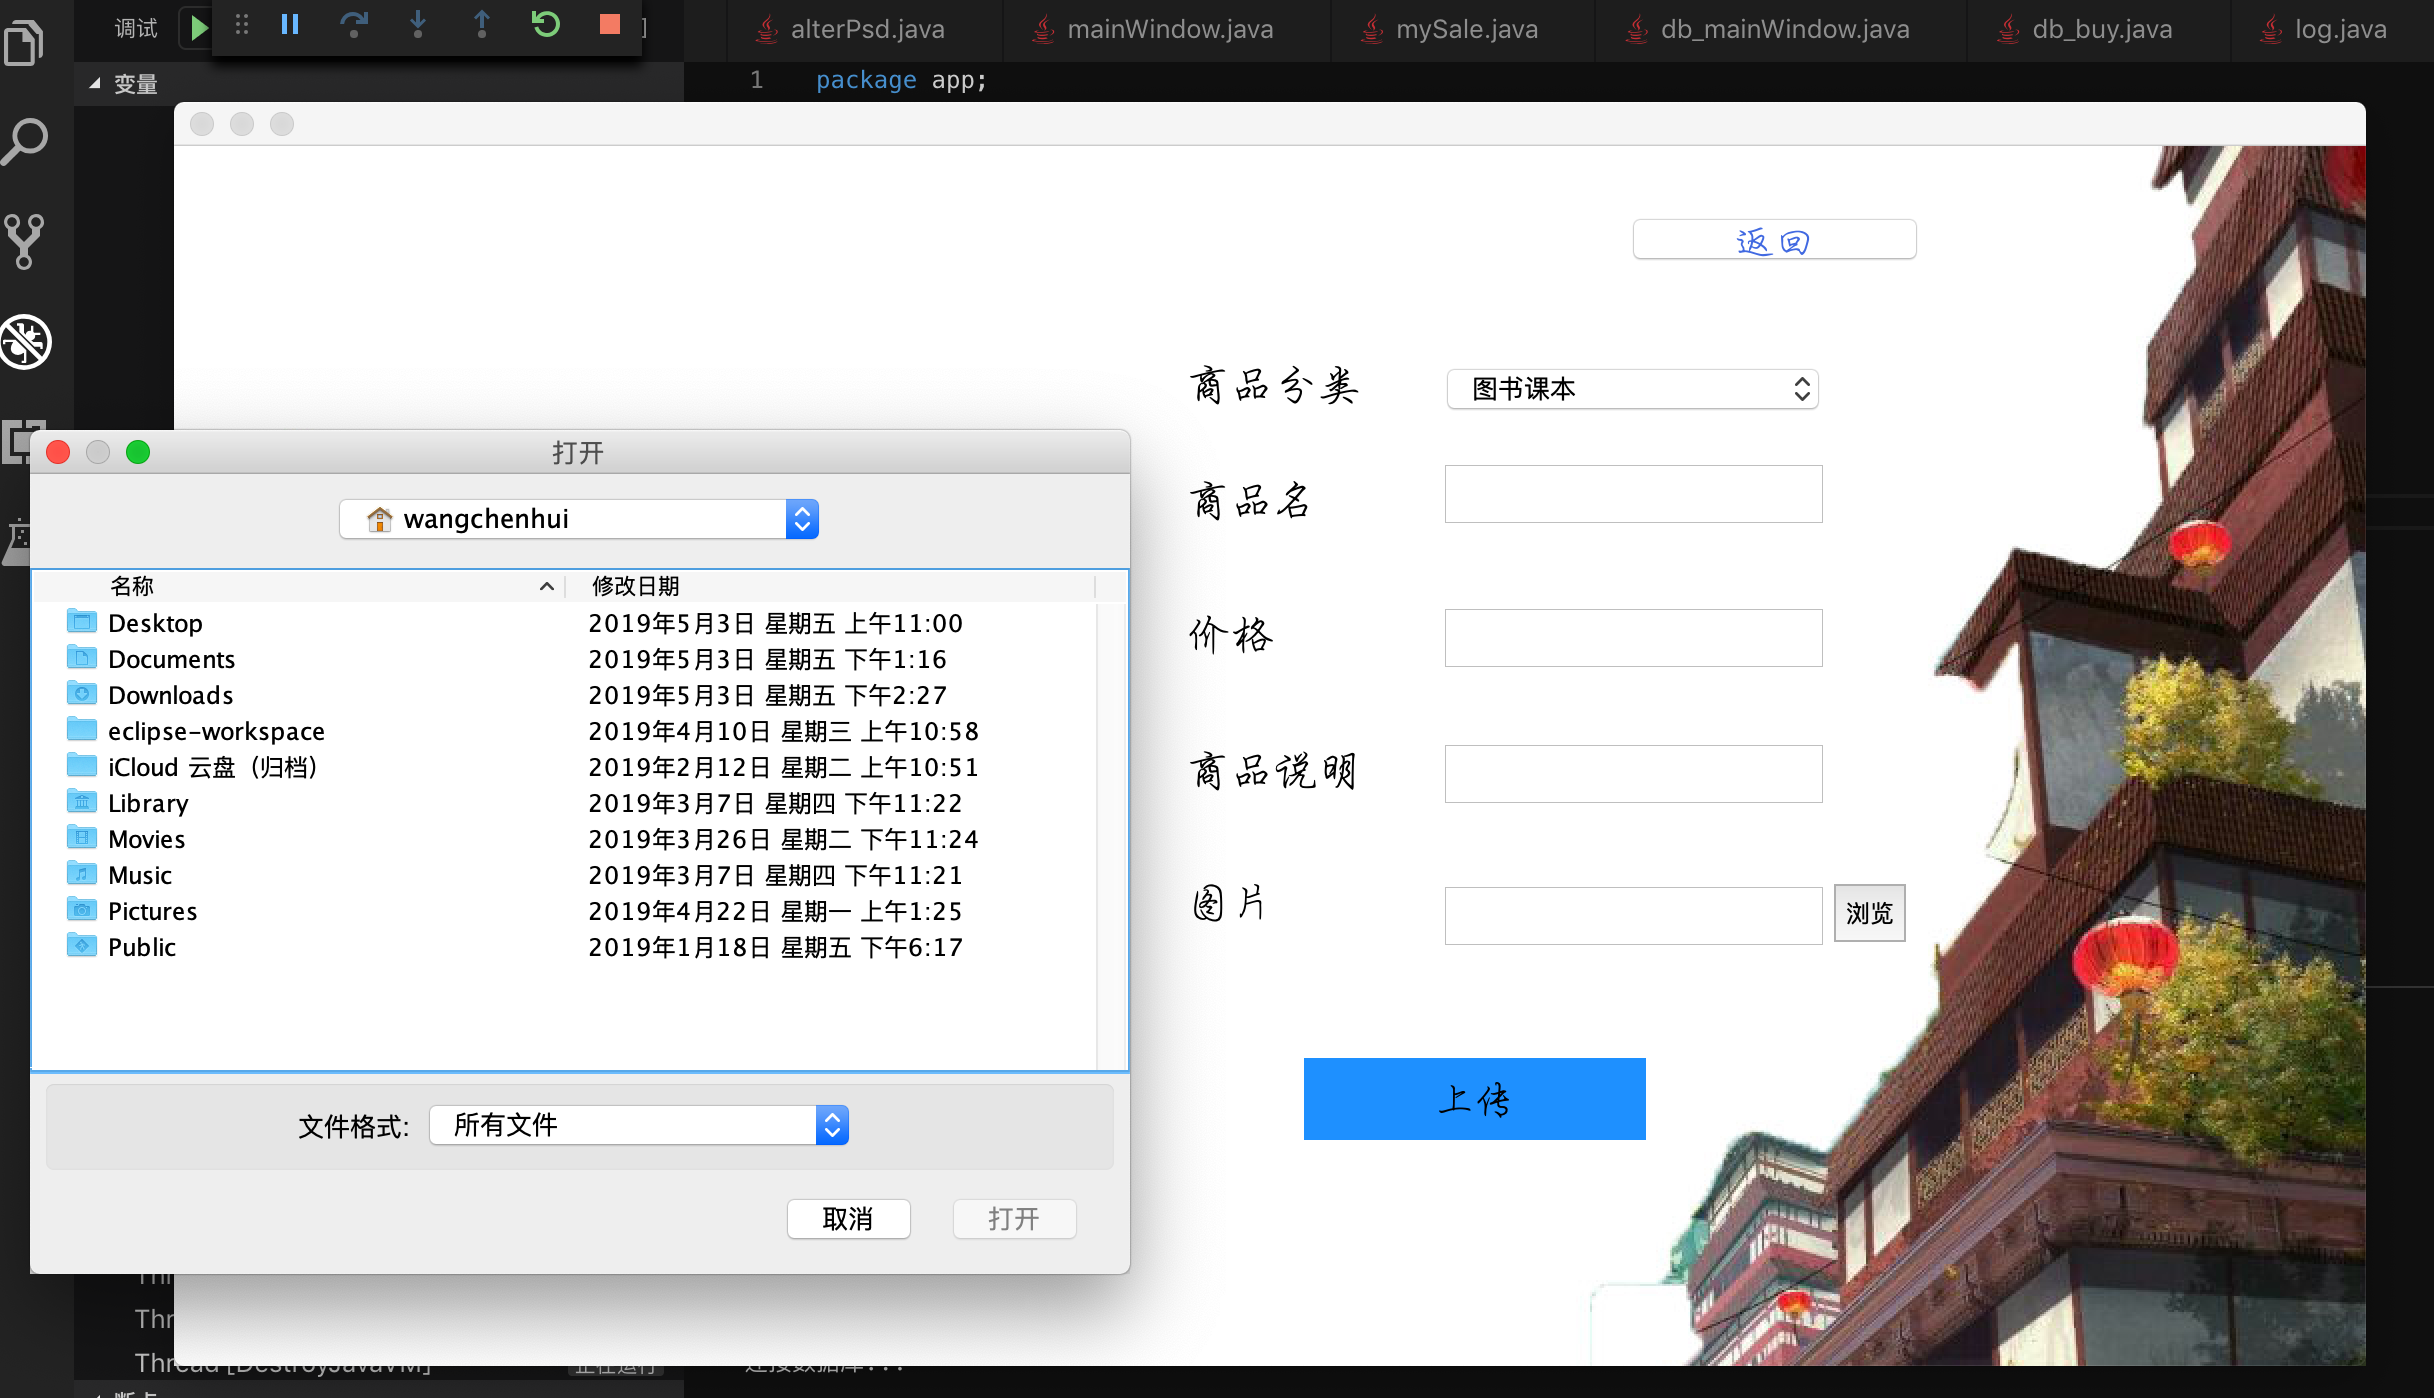 调试
alterPsd.java mainWindow.java mySale.java db_mainWindow.java db_buy.java log.java
变量
1 package app;
返回
商品分类 图书课本
商品名
价格
商品说明
图片 浏览
上传
打开
wangchenhui
名称 修改日期
Desktop 2019年5月3日 星期五 上午11:00
Documents 2019年5月3日 星期五 下午1:16
Downloads 2019年5月3日 星期五 下午2:27
eclipse-workspace 2019年4月10日 星期三 上午10:58
iCloud 云盘（归档） 2019年2月12日 星期二 上午10:51
Library 2019年3月7日 星期四 下午11:22
Movies 2019年3月26日 星期二 下午11:24
Music 2019年3月7日 星期四 下午11:21
Pictures 2019年4月22日 星期一 上午1:25
Public 2019年1月18日 星期五 下午6:17
文件格式: 所有文件
取消 打开
Thr
Thread [DestroyJavaVM] 正在运行 连接数据库...